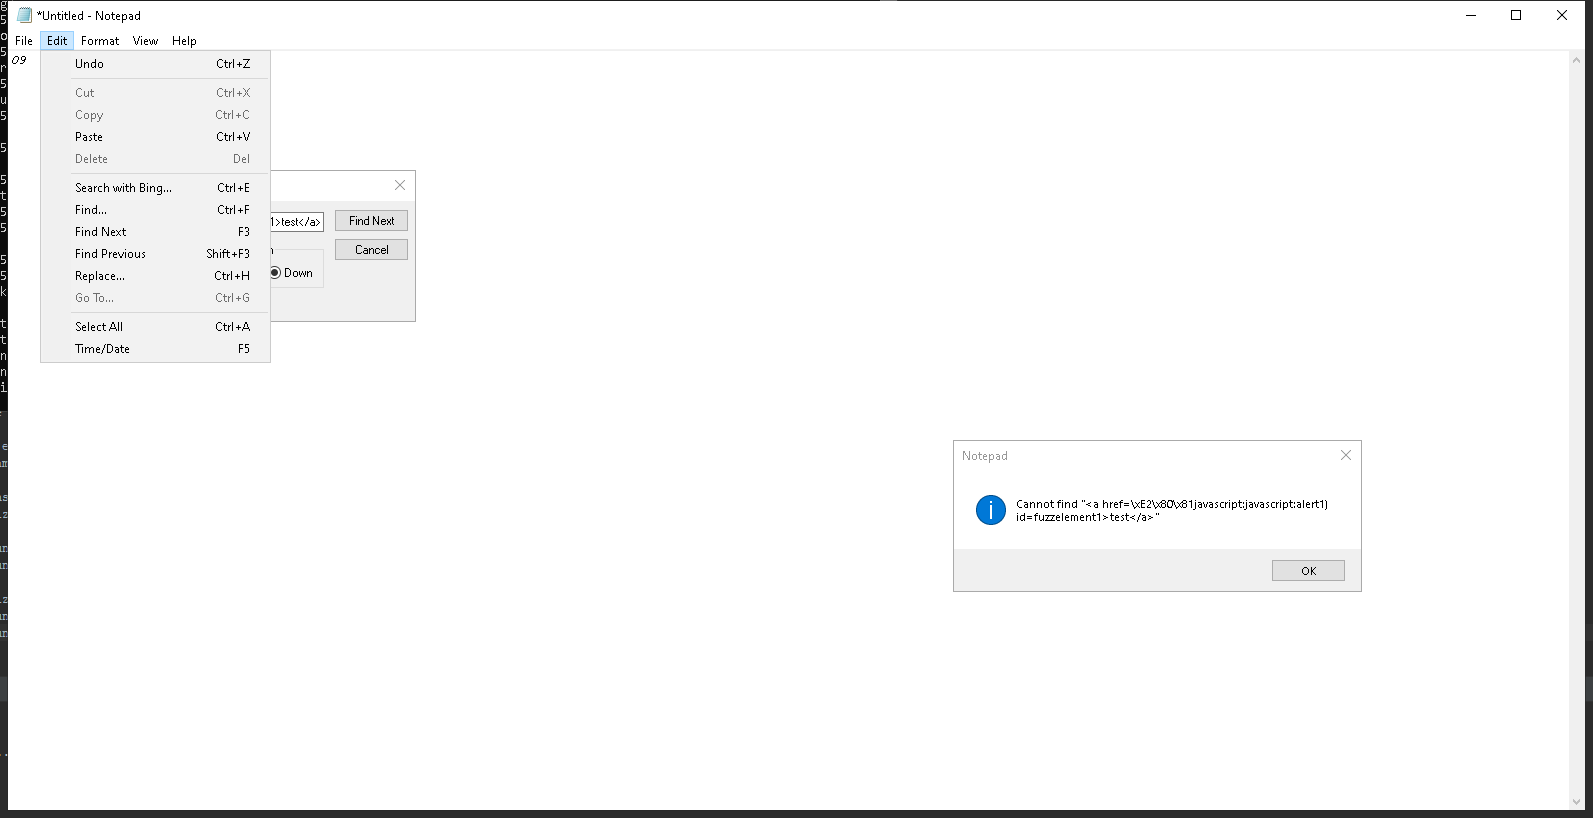 *Untitled - Notepad
File Edit Format View Help
09
Undo Ctrl+Z
Cut Ctrl+X
Copy Ctrl+C
Paste Ctrl+V
Delete Del
Search with Bing... Ctrl+E
Find... Ctrl+F
Find Next F3
Find Previous Shift+F3
Replace... Ctrl+H
Go To... Ctrl+G
Select All Ctrl+A
Time/Date F5
1>test</a> Find Next
Cancel
Down
Notepad
Cannot find "<a href=\xE2\x80\x81javascript:javascript:alert1)
id=fuzzelement1>test</a>"
OK